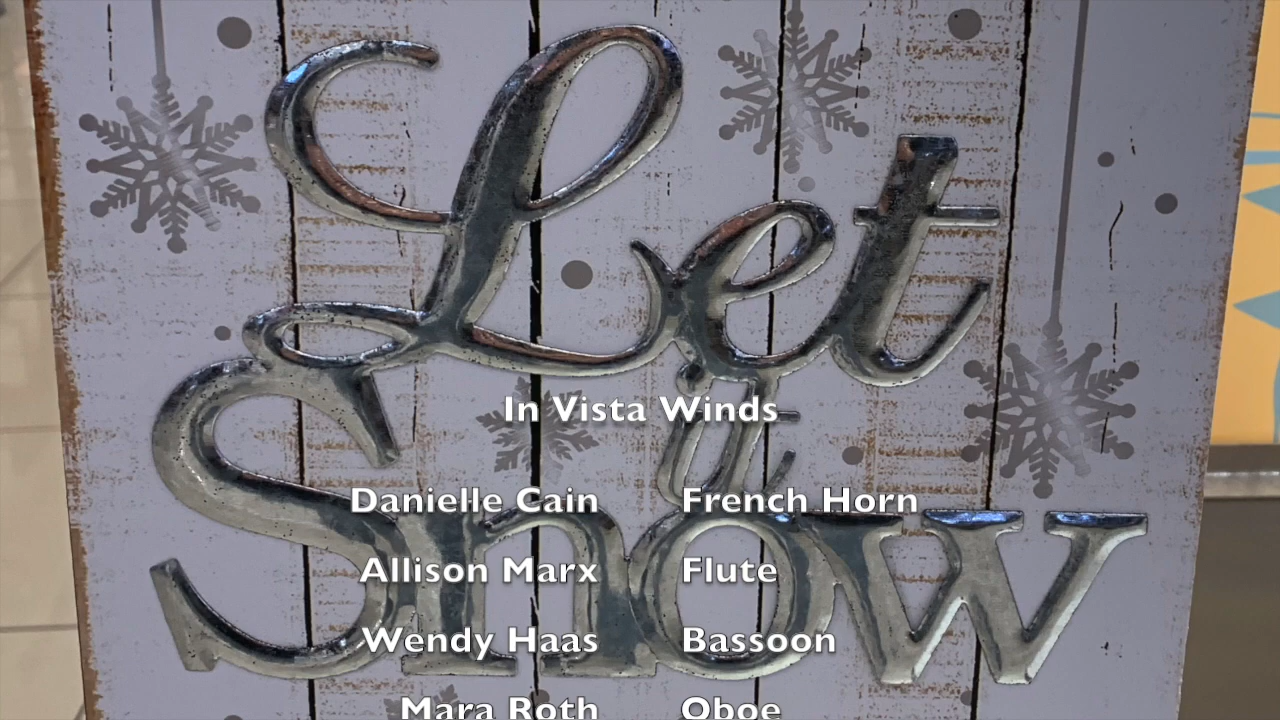 Let
it
Snow
In Vista Winds
Danielle Cain French Horn
Allison Marx Flute
Wendy Haas Bassoon
Mara Roth Oboe